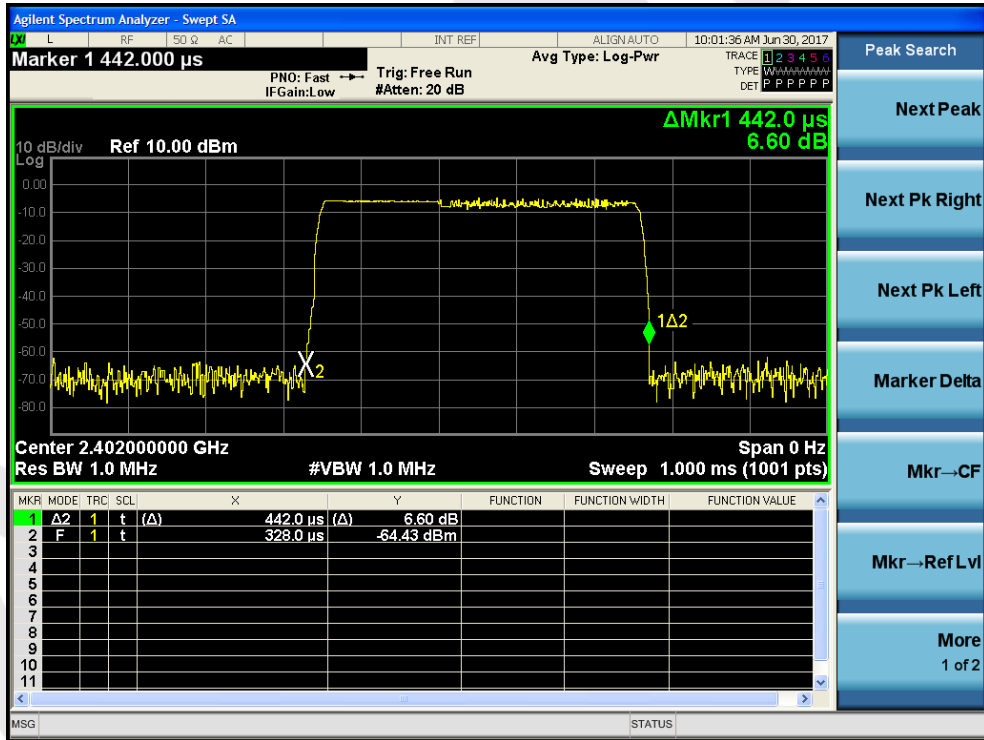 Agilent Spectrum Analyzer - Swept SA
LXI L RF 50 Ω AC INT REF ALIGN AUTO 10:01:36 AM Jun 30, 2017
Marker 1 442.000 µs
PNO: Fast Trig: Free Run Avg Type: Log-Pwr TRACE 1 2 3 4 5 6
IFGain:Low #Atten: 20 dB TYPE WWWWWW
DET P P P P P P
Peak Search
Next Peak
Next Pk Right
Next Pk Left
Marker Delta
Mkr→CF
Mkr→Ref Lvl
More
1 of 2
ΔMkr1 442.0 µs
6.60 dB
10 dB/div Ref 10.00 dBm
Log
0.00
-10.0
-20.0
-30.0
-40.0
-50.0
-60.0
-70.0
-80.0
1Δ2
X2
Center 2.402000000 GHz Span 0 Hz
Res BW 1.0 MHz #VBW 1.0 MHz Sweep 1.000 ms (1001 pts)
MKR MODE TRC SCL X Y FUNCTION FUNCTION WIDTH FUNCTION VALUE
1 Δ2 1 t (Δ) 442.0 µs (Δ) 6.60 dB
2 F 1 t 328.0 µs -64.43 dBm
3
4
5
6
7
8
9
10
11
MSG STATUS